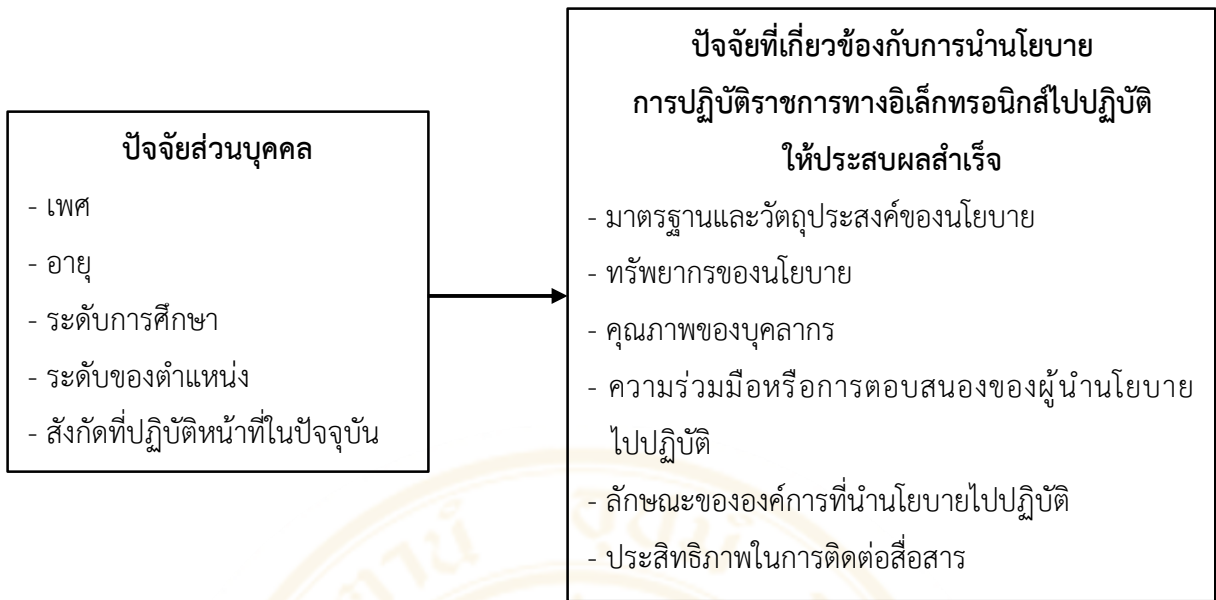 ปัจจัยส่วนบุคคล
- เพศ
- อายุ
- ระดับการศึกษา
- ระดับของตำแหน่ง
- สังกัดที่ปฏิบัติหน้าที่ในปัจจุบัน
ปัจจัยที่เกี่ยวข้องกับการนำนโยบาย
การปฏิบัติราชการทางอิเล็กทรอนิกส์ไปปฏิบัติ
ให้ประสบผลสำเร็จ
- มาตรฐานและวัตถุประสงค์ของนโยบาย
- ทรัพยากรของนโยบาย
- คุณภาพของบุคลากร
- ความร่วมมือหรือการตอบสนองของผู้นำนโยบาย
ไปปฏิบัติ
- ลักษณะขององค์การที่นำนโยบายไปปฏิบัติ
- ประสิทธิภาพในการติดต่อสื่อสาร